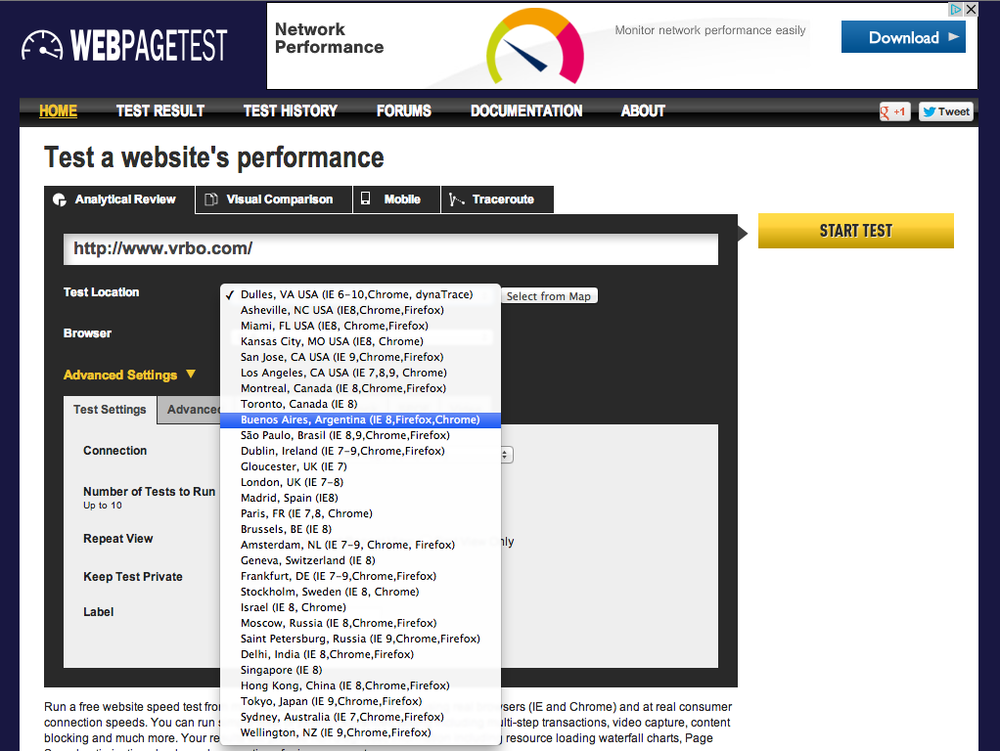 WEBPAGETEST
Network
Performance
Monitor network performance easily
Download
HOME TEST RESULT TEST HISTORY FORUMS DOCUMENTATION ABOUT
g +1 Tweet
Test a website's performance
Analytical Review Visual Comparison Mobile Traceroute
http://www.vrbo.com/
START TEST
Test Location
✓ Dulles, VA USA (IE 6-10,Chrome, dynaTrace)
Select from Map
Asheville, NC USA (IE8,Chrome,Firefox)
Miami, FL USA (IE8, Chrome,Firefox)
Kansas City, MO USA (IE8, Chrome)
San Jose, CA USA (IE 9,Chrome,Firefox)
Los Angeles, CA USA (IE 7,8,9, Chrome)
Montreal, Canada (IE 8,Chrome,Firefox)
Toronto, Canada (IE 8)
Buenos Aires, Argentina (IE 8,Firefox,Chrome)
São Paulo, Brasil (IE 8,9,Chrome,Firefox)
Dublin, Ireland (IE 7-9,Chrome,Firefox)
Gloucester, UK (IE 7)
London, UK (IE 7-8)
Madrid, Spain (IE8)
Paris, FR (IE 7,8, Chrome)
Brussels, BE (IE 8)
Amsterdam, NL (IE 7-9, Chrome, Firefox)
Geneva, Switzerland (IE 8)
Frankfurt, DE (IE 7-9,Chrome,Firefox)
Stockholm, Sweden (IE 8, Chrome)
Israel (IE 8, Chrome)
Moscow, Russia (IE 8,Chrome,Firefox)
Saint Petersburg, Russia (IE 9,Chrome,Firefox)
Delhi, India (IE 8,Chrome,Firefox)
Singapore (IE 8)
Hong Kong, China (IE 8,Chrome,Firefox)
Tokyo, Japan (IE 9,Chrome,Firefox)
Sydney, Australia (IE 7,Chrome,Firefox)
Wellington, NZ (IE 9,Chrome,Firefox)
Browser
Advanced Settings ▼
Test Settings Advanced
Connection
Number of Tests to Run
Up to 10
Repeat View
Keep Test Private
Label
Run a free website speed test from (IE and Chrome) and at real consumer
connection speeds. You can run multi-step transactions, video capture, content
blocking and much more. Your resource loading waterfall charts, Page